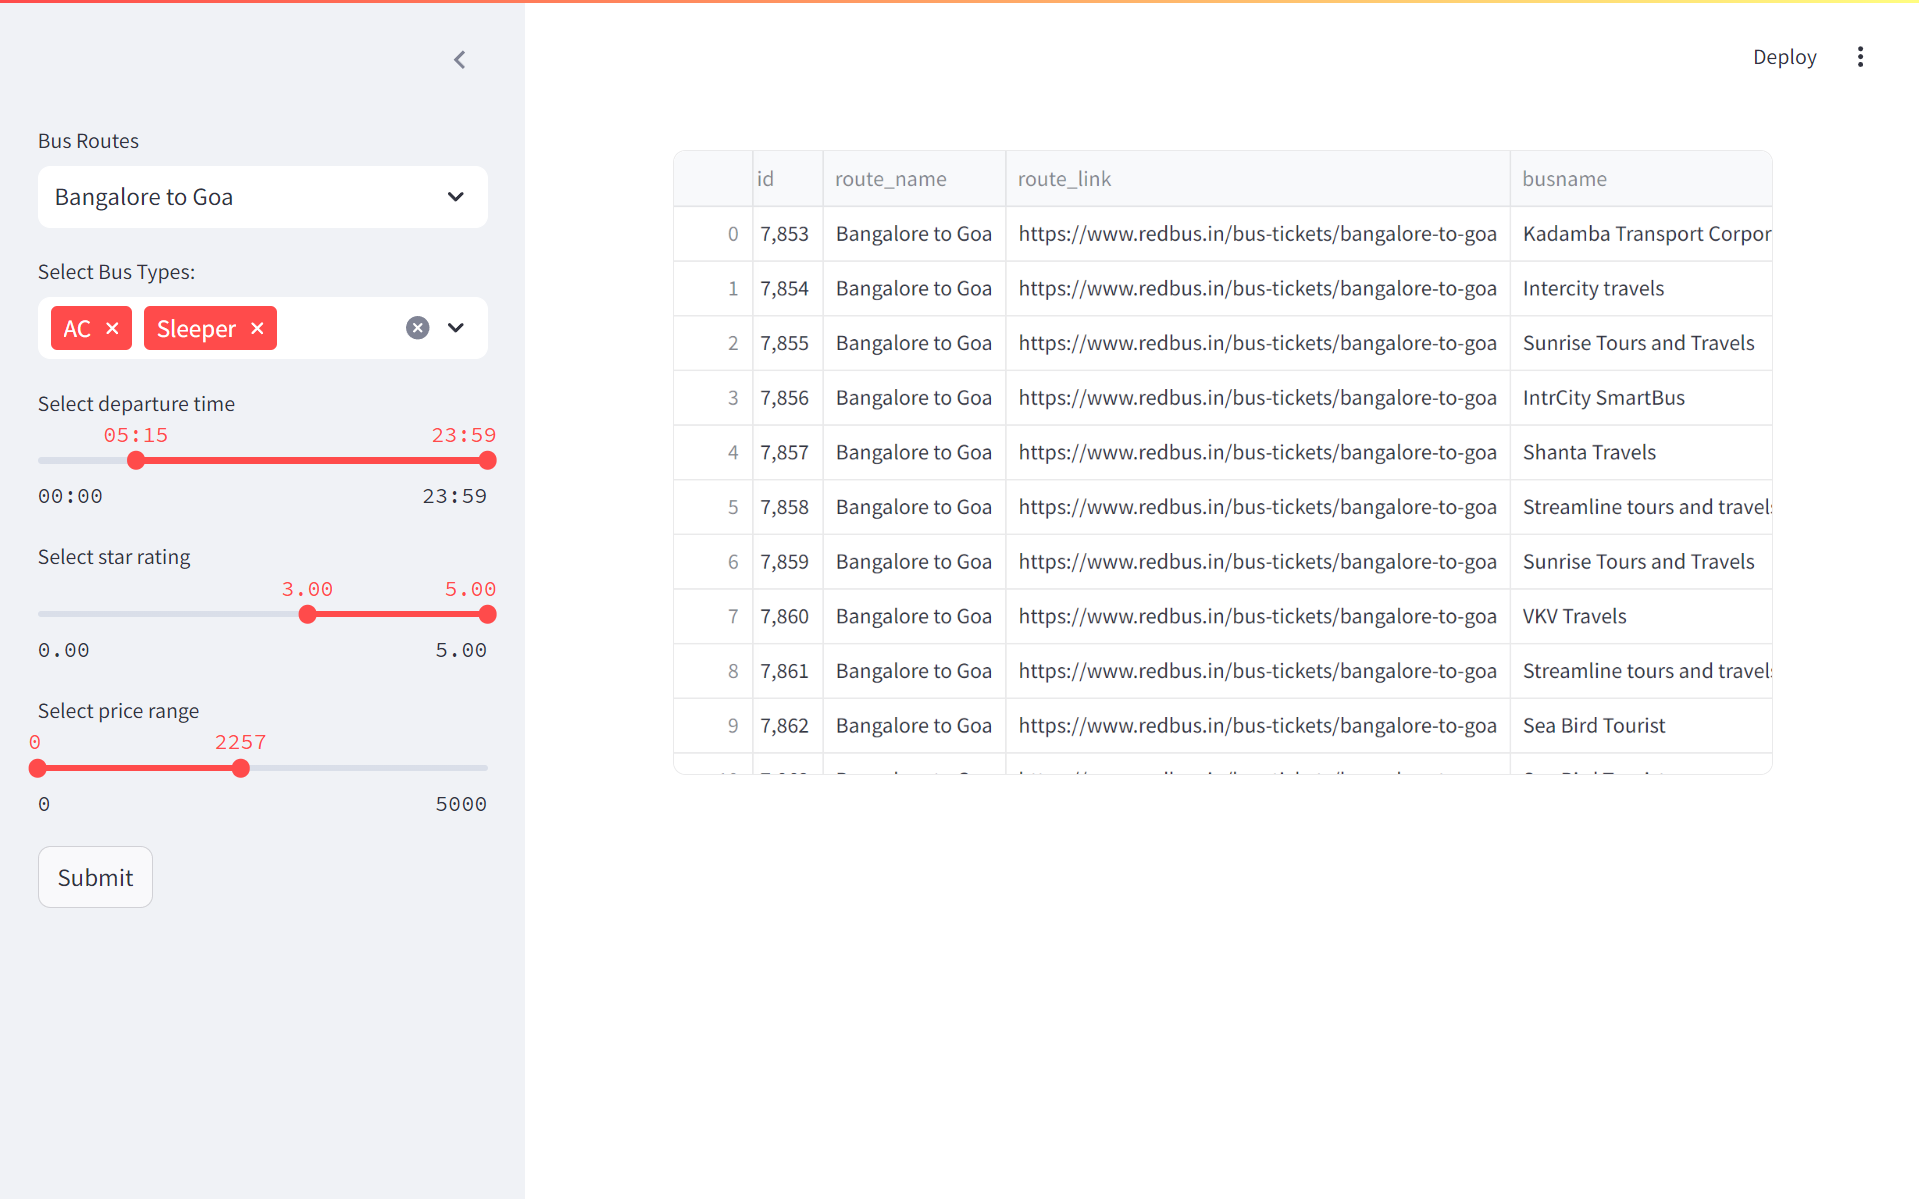 Deploy
Bus Routes
Bangalore to Goa
Select Bus Types:
AC Sleeper
Select departure time
05:15 23:59
00:00 23:59
Select star rating
3.00 5.00
0.00 5.00
Select price range
0 2257
0 5000
Submit
id route_name route_link busname
0 7,853 Bangalore to Goa https://www.redbus.in/bus-tickets/bangalore-to-goa Kadamba Transport Corpor
1 7,854 Bangalore to Goa https://www.redbus.in/bus-tickets/bangalore-to-goa Intercity travels
2 7,855 Bangalore to Goa https://www.redbus.in/bus-tickets/bangalore-to-goa Sunrise Tours and Travels
3 7,856 Bangalore to Goa https://www.redbus.in/bus-tickets/bangalore-to-goa IntrCity SmartBus
4 7,857 Bangalore to Goa https://www.redbus.in/bus-tickets/bangalore-to-goa Shanta Travels
5 7,858 Bangalore to Goa https://www.redbus.in/bus-tickets/bangalore-to-goa Streamline tours and travels
6 7,859 Bangalore to Goa https://www.redbus.in/bus-tickets/bangalore-to-goa Sunrise Tours and Travels
7 7,860 Bangalore to Goa https://www.redbus.in/bus-tickets/bangalore-to-goa VKV Travels
8 7,861 Bangalore to Goa https://www.redbus.in/bus-tickets/bangalore-to-goa Streamline tours and travels
9 7,862 Bangalore to Goa https://www.redbus.in/bus-tickets/bangalore-to-goa Sea Bird Tourist